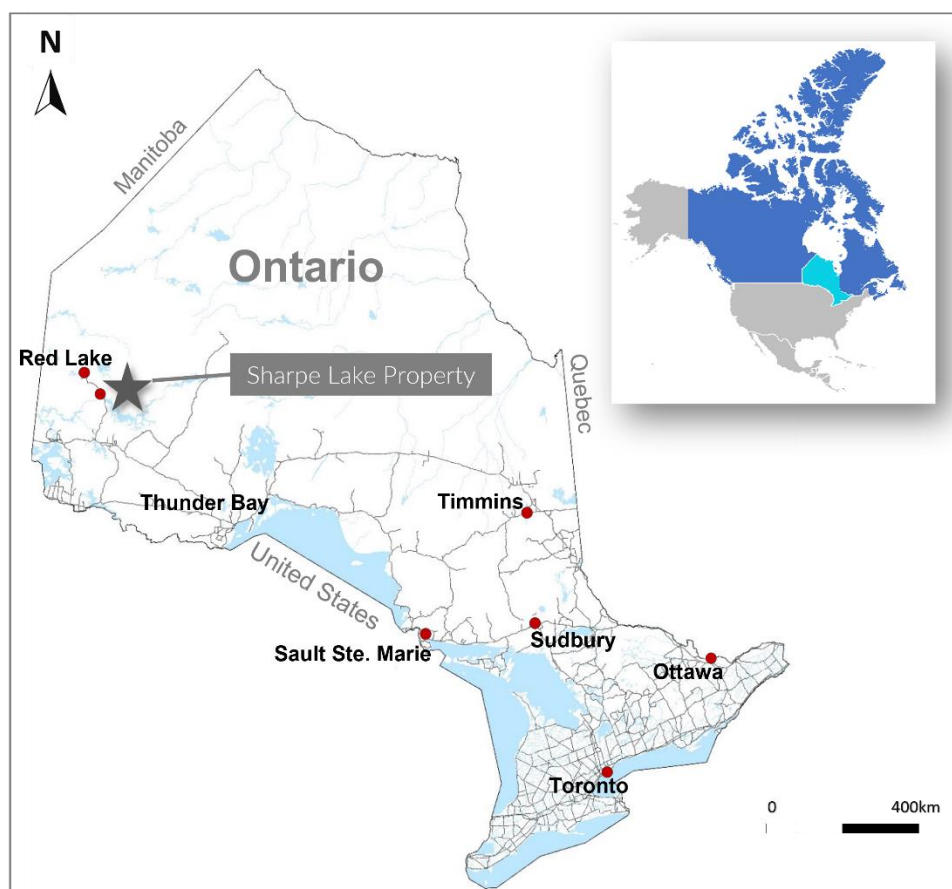 N
Manitoba
Ontario
Red Lake
Sharpe Lake Property
Quebec
Thunder Bay
Timmins
United States
Sault Ste. Marie
Sudbury
Ottawa
Toronto
0 400km